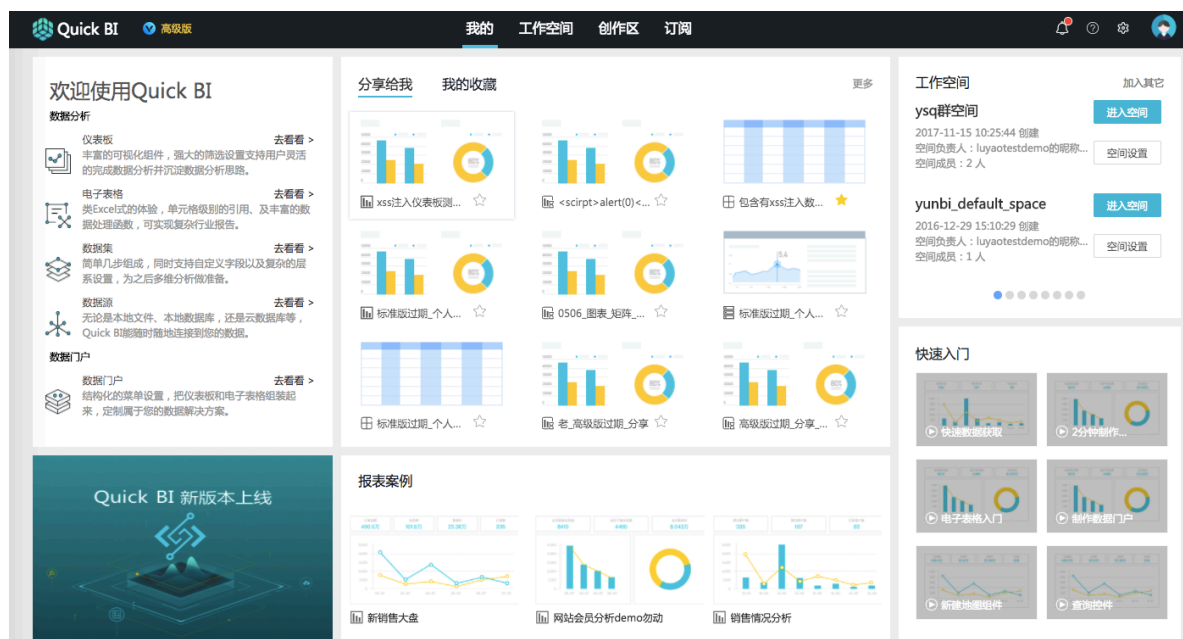 Quick BI
高级版
我的
工作空间
创作区
订阅
欢迎使用Quick BI
数据分析
仪表板
去看看 >
丰富的可视化组件，强大的筛选设置支持用户灵活
的完成数据分析并沉淀数据分析思路。
电子表格
去看看 >
类Excel式的体验，单元格级别的引用、及丰富的数
据处理函数，可实现复杂行业报告。
数据集
去看看 >
简单几步组成，同时支持自定义字段以及复杂的层
系设置，为之后多维分析做准备。
数据源
去看看 >
无论是本地文件、本地数据库，还是云数据库等，
Quick BI能随时随地连接到您的数据。
数据门户
数据门户
去看看 >
结构化的菜单设置，把仪表板和电子表格组装起
来，定制属于您的数据解决方案。
Quick BI 新版本上线
分享给我
我的收藏
更多
xss注入仪表板测...
<scirpt>alert(0)<...
包含有xss注入数...
标准版过期_个人...
0506_图表_矩阵_...
标准版过期_个人...
标准版过期_个人...
老_高级版过期_分享
高级版过期_分享_...
报表案例
新销售大盘
网站会员分析demo勿动
销售情况分析
工作空间
加入其它
ysq群空间
进入空间
2017-11-15 10:25:44 创建
空间负责人：luyaotestdemo的昵称...
空间设置
空间成员：2 人
yunbi_default_space
进入空间
2016-12-29 15:10:29 创建
空间负责人：luyaotestdemo的昵称...
空间设置
空间成员：1 人
快速入门
快速数据获取
2分钟制作...
电子表格入门
制作数据门户
新建地图组件
查询控件